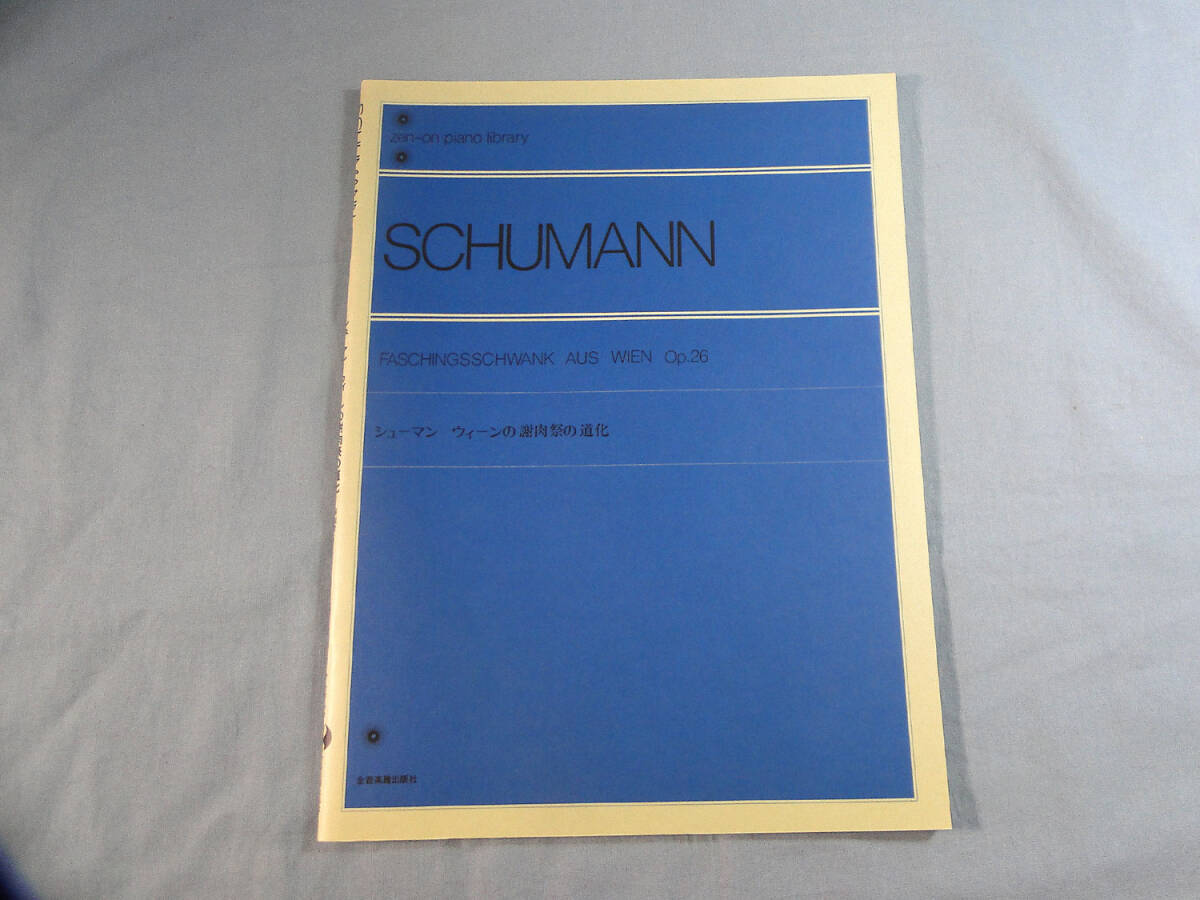 zen-on piano library
SCHUMANN
FASCHINGSSCHWANK AUS WIEN Op.26
シューマン ウィーンの謝肉祭の道化
全音楽譜出版社
SCHUMANN